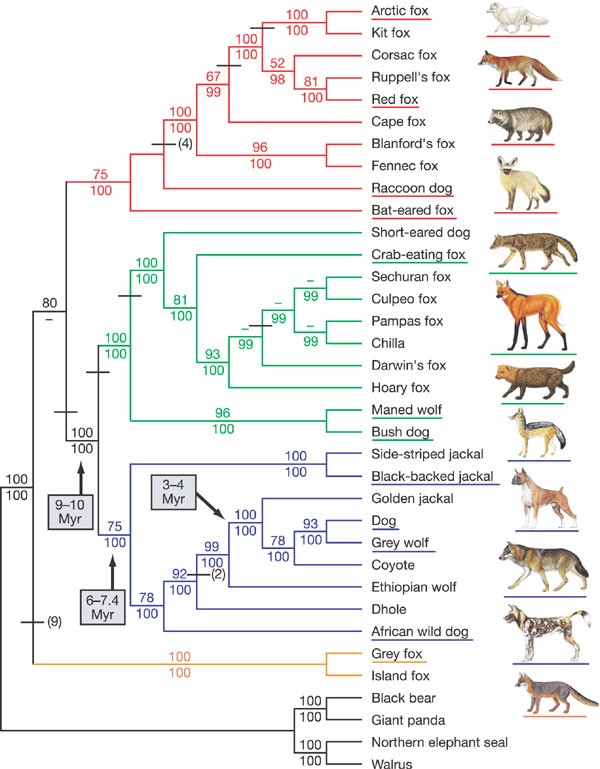 100
100
Arctic fox
Kit fox
100
100
Corsac fox
52
98
Ruppell's fox
81
100
Red fox
67
99
Cape fox
100
100
(4)
96
100
Blanford's fox
Fennec fox
75
100
Raccoon dog
Bat-eared fox
Short-eared dog
100
100
Crab-eating fox
Sechuran fox
–
99
Culpeo fox
81
100
–
99
Pampas fox
–
99
Chilla
–
99
93
100
Darwin's fox
Hoary fox
80
–
100
100
96
100
Maned wolf
Bush dog
100
100
9–10
Myr
100
100
Side-striped jackal
Black-backed jackal
3–4
Myr
Golden jackal
100
100
93
100
Dog
Grey wolf
78
100
Coyote
75
100
99
100
(2)
Ethiopian wolf
92
100
Dhole
6–7.4
Myr
78
100
African wild dog
100
100
(9)
100
100
Grey fox
Island fox
100
100
Black bear
Giant panda
100
100
Northern elephant seal
Walrus